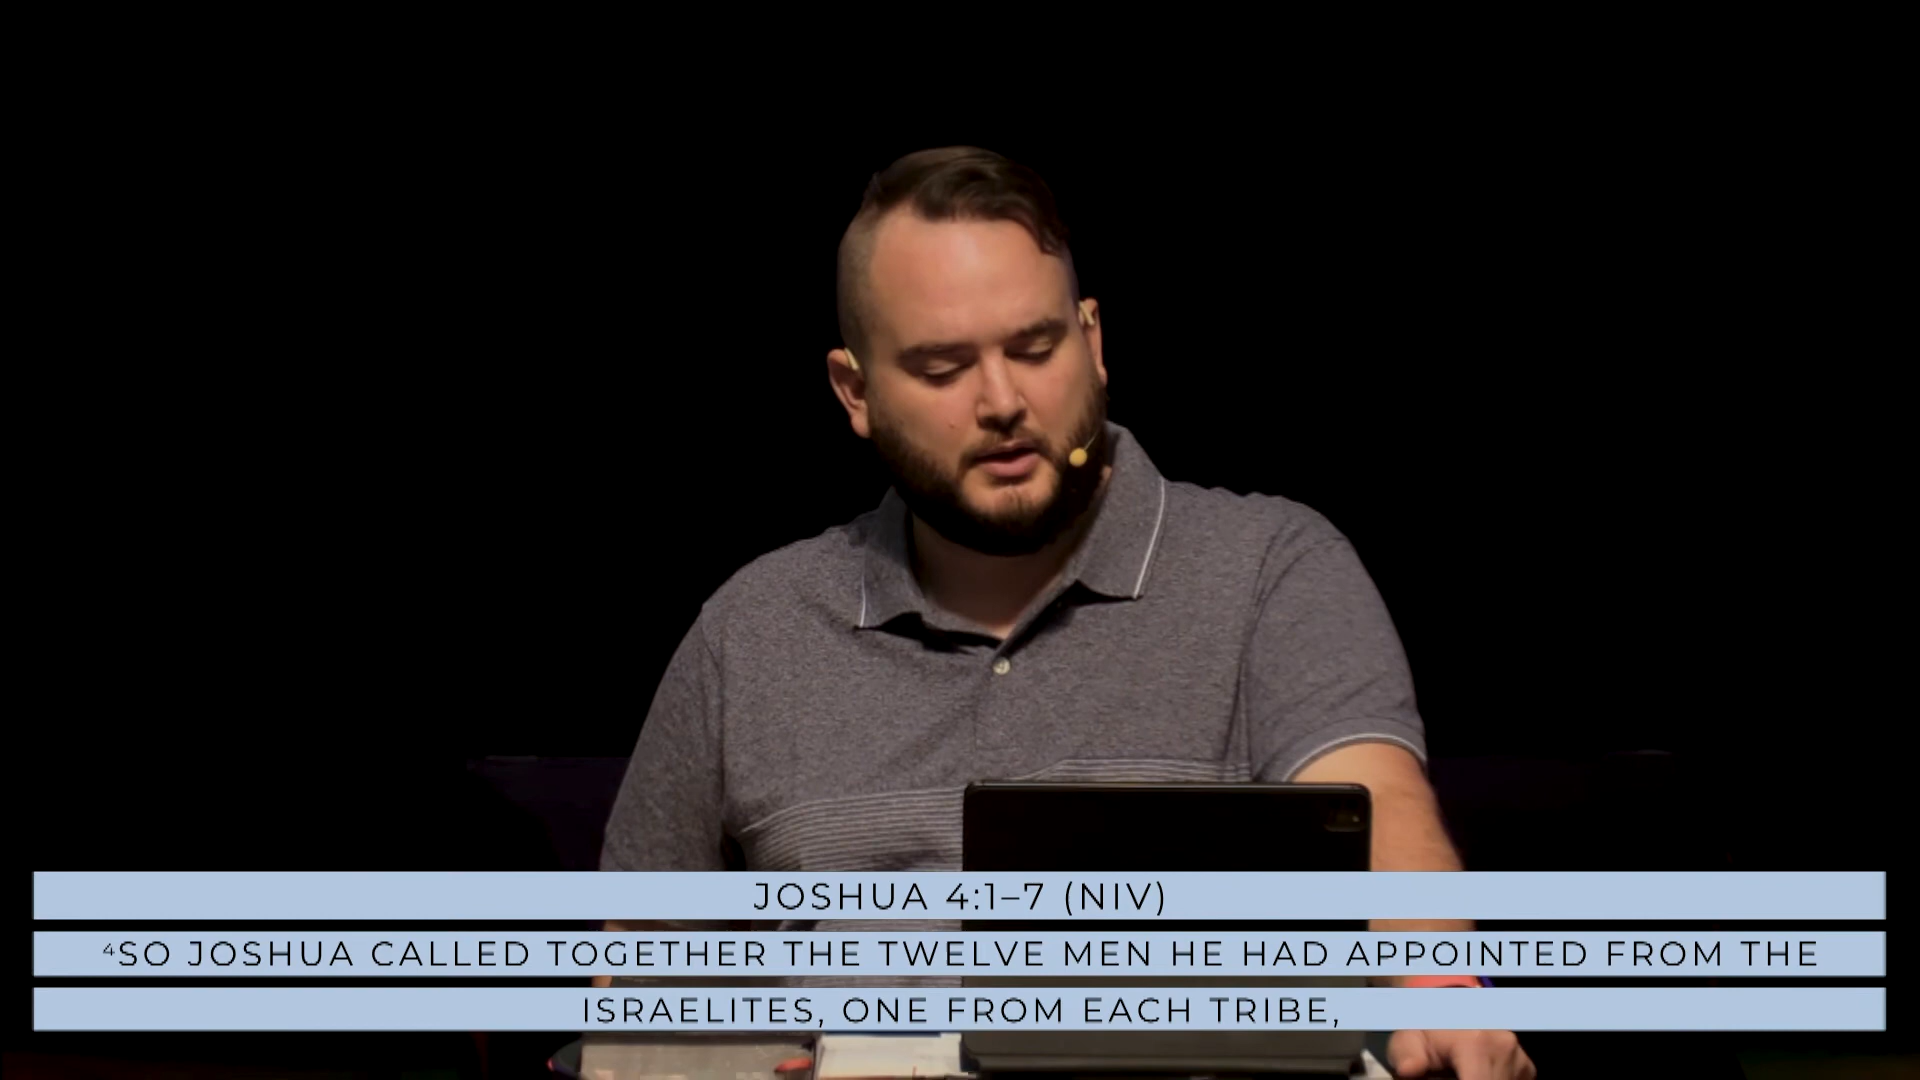 JOSHUA 4:1–7 (NIV)
⁴SO JOSHUA CALLED TOGETHER THE TWELVE MEN HE HAD APPOINTED FROM THE
ISRAELITES, ONE FROM EACH TRIBE,